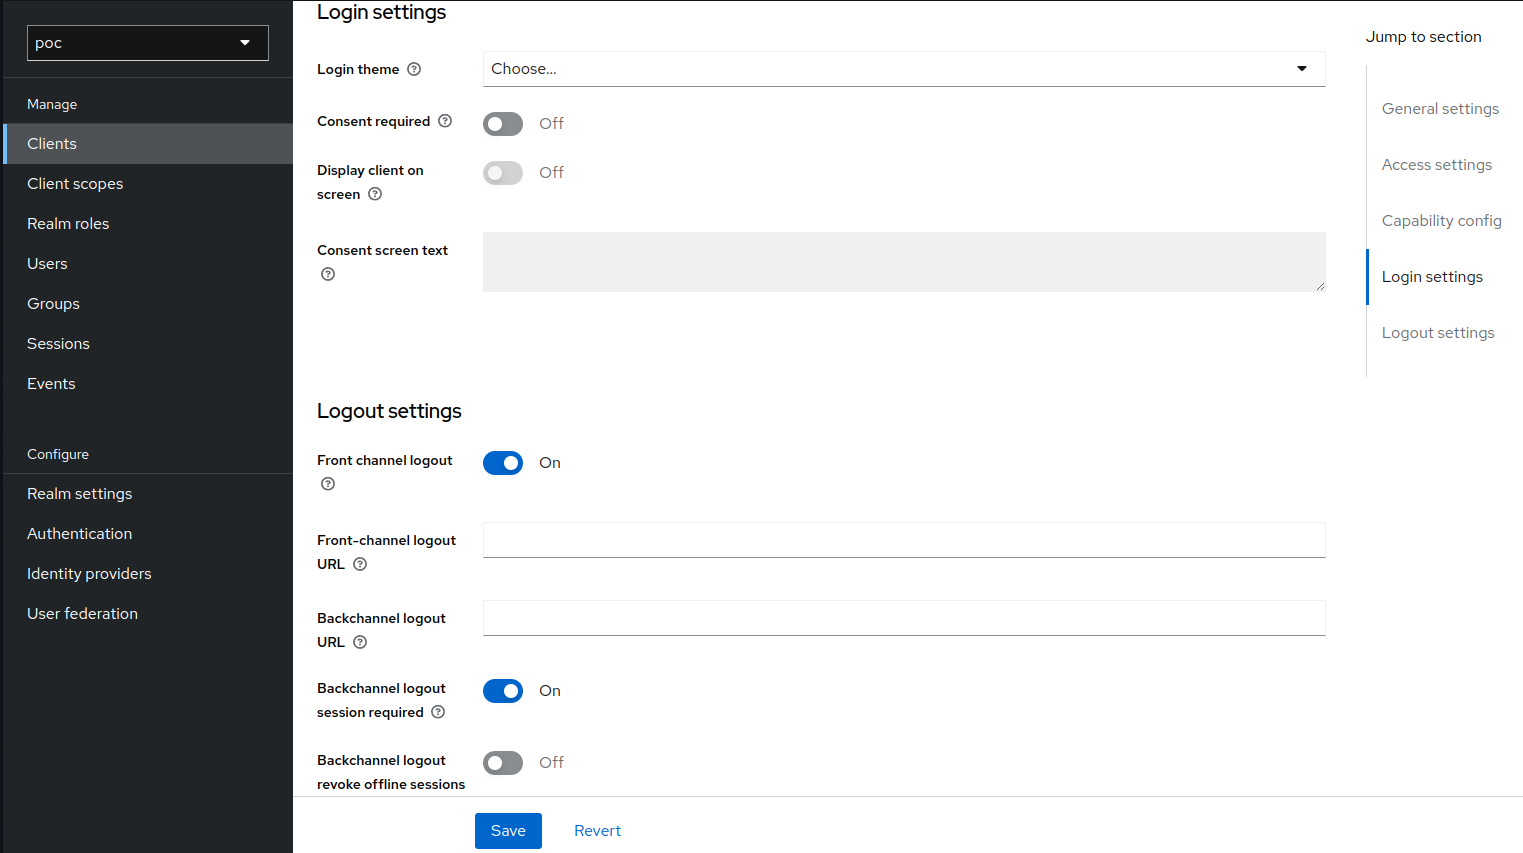 poc
Manage
Clients
Client scopes
Realm roles
Users
Groups
Sessions
Events
Configure
Realm settings
Authentication
Identity providers
User federation
Login settings
Login theme
Choose...
Consent required
Off
Display client on
screen
Off
Consent screen text
Logout settings
Front channel logout
On
Front-channel logout
URL
Backchannel logout
URL
Backchannel logout
session required
On
Backchannel logout
revoke offline sessions
Off
Save
Revert
Jump to section
General settings
Access settings
Capability config
Login settings
Logout settings